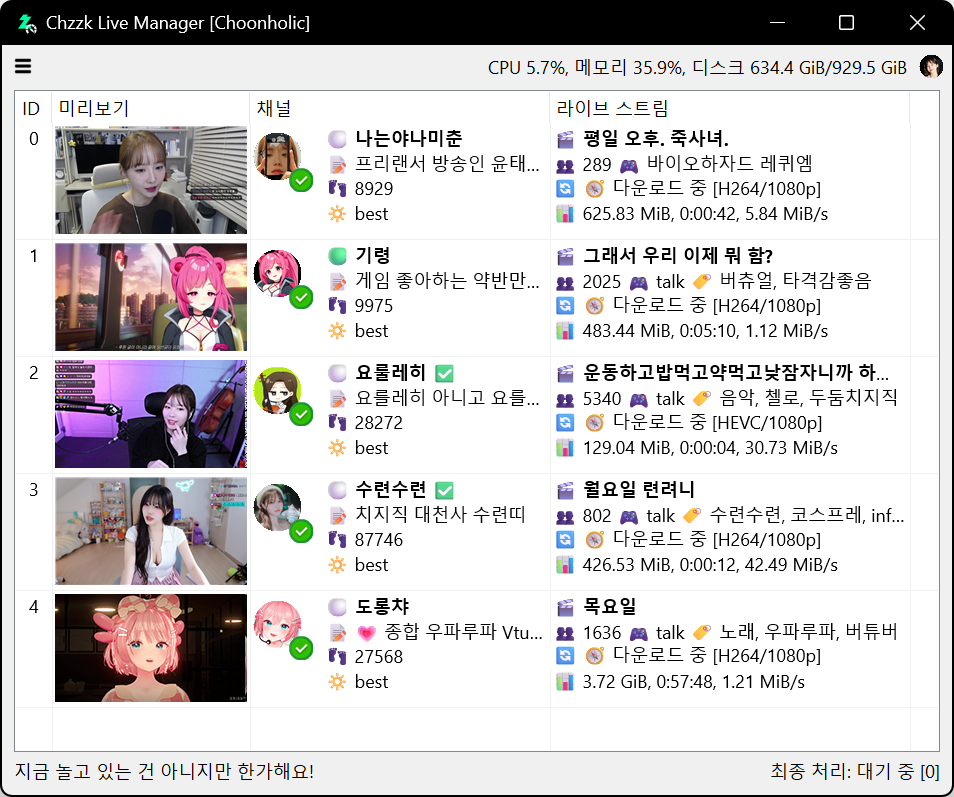 Chzzk Live Manager [Choonholic]
CPU 5.7%, 메모리 35.9%, 디스크 634.4 GiB/929.5 GiB
ID 미리보기 채널 라이브 스트림
0
나는야나미춘
프리랜서 방송인 윤태...
8929
best
평일 오후. 죽사녀.
289 바이오하자드 레퀴엠
다운로드 중 [H264/1080p]
625.83 MiB, 0:00:42, 5.84 MiB/s
1
기령
게임 좋아하는 약반만...
9975
best
그래서 우리 이제 뭐 함?
2025 talk 버츄얼, 타격감좋음
다운로드 중 [H264/1080p]
483.44 MiB, 0:05:10, 1.12 MiB/s
2
요룰레히
요를레히 아니고 요를...
28272
best
운동하고밥먹고약먹고낮잠자니까 하...
5340 talk 음악, 첼로, 두둠치지직
다운로드 중 [HEVC/1080p]
129.04 MiB, 0:00:04, 30.73 MiB/s
3
수련수련
치지직 대천사 수련띠
87746
best
월요일 련려니
802 talk 수련수련, 코스프레, inf...
다운로드 중 [H264/1080p]
426.53 MiB, 0:00:12, 42.49 MiB/s
4
도롱챠
종합 우파루파 Vtu...
27568
best
목요일
1636 talk 노래, 우파루파, 버튜버
다운로드 중 [H264/1080p]
3.72 GiB, 0:57:48, 1.21 MiB/s
지금 놀고 있는 건 아니지만 한가해요!
최종 처리: 대기 중 [0]